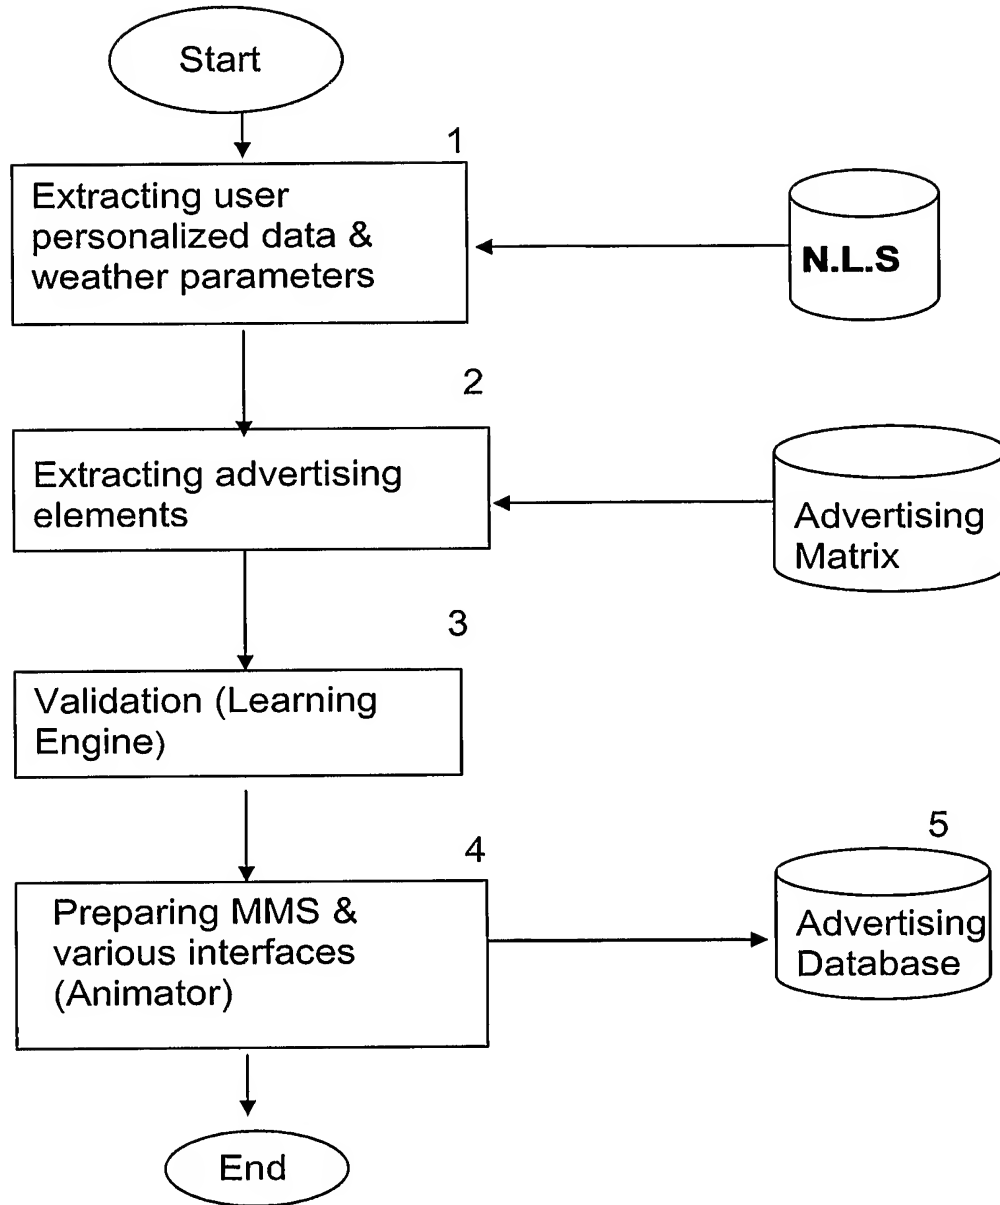 Start
1
Extracting user
personalized data &
weather parameters
N.L.S
2
Extracting advertising
elements
Advertising
Matrix
3
Validation (Learning
Engine)
4
Preparing MMS &
various interfaces
(Animator)
5
Advertising
Database
End